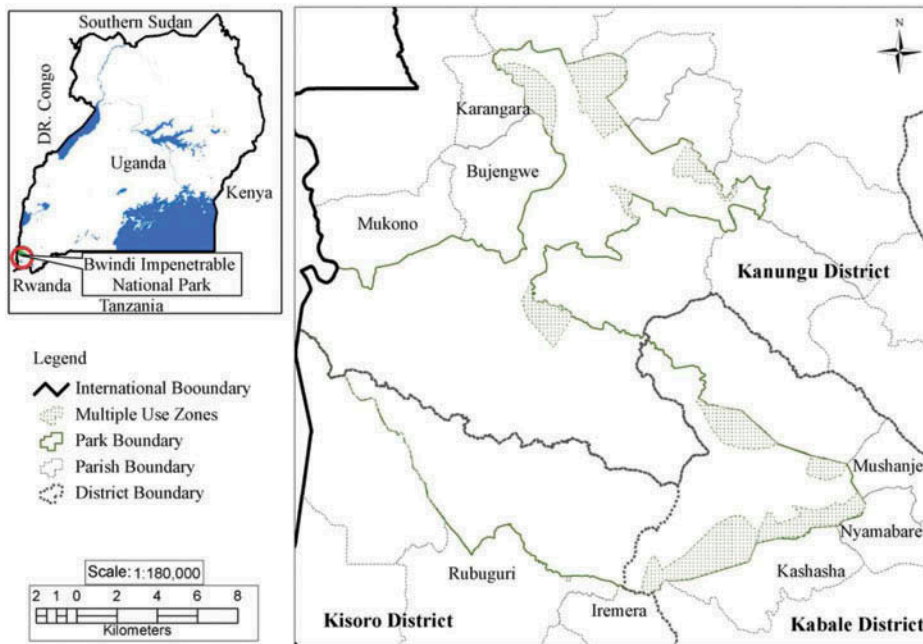 Southern Sudan
DR. Congo
Uganda
Kenya
Bwindi Impenetrable
National Park
Rwanda
Tanzania
Legend
International Booundary
Multiple Use Zones
Park Boundary
Parish Boundary
District Boundary
Scale: 1:180,000
2 1 0 2 4 6 8
Kilometers
N
Karangara
Bujengwe
Mukono
Kanungu District
Mushanje
Nyamabare
Kashasha
Rubuguri
Iremera
Kisoro District
Kabale District